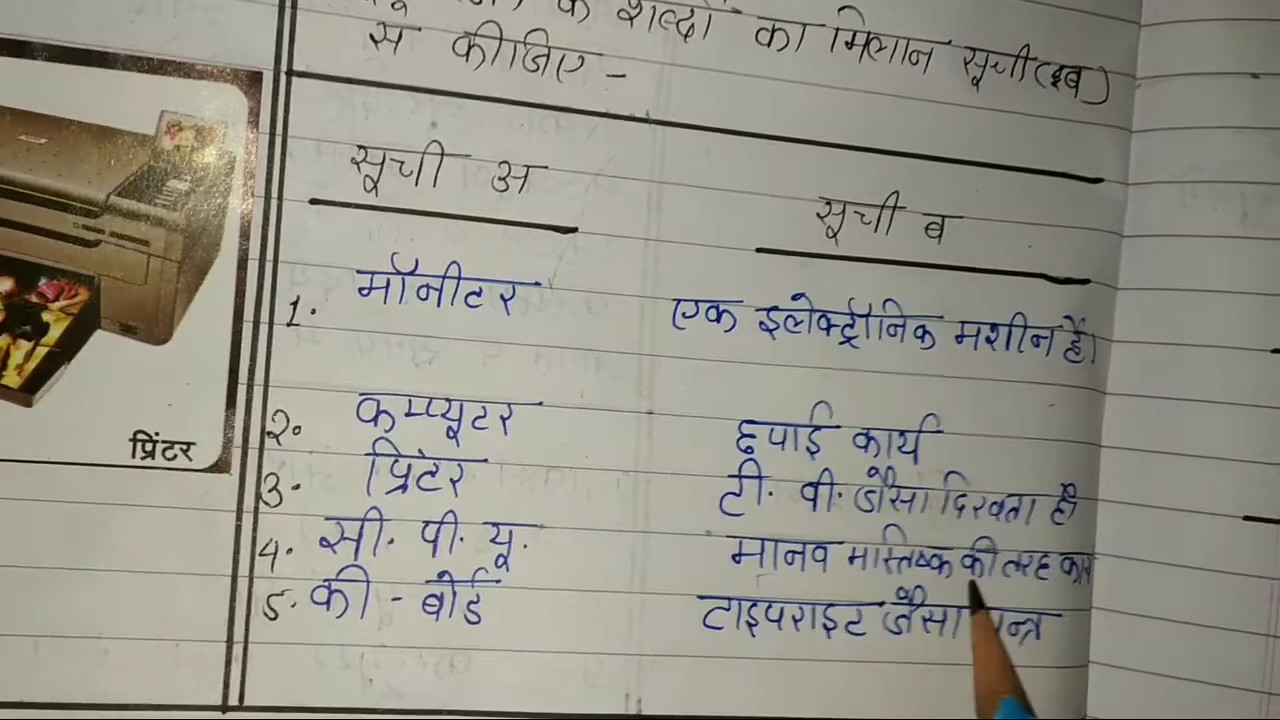 के शब्दों का मिलान सूची (ब)
से कीजिए -
सूची अ
सूची ब
1. मॉनीटर एक इलेक्ट्रॉनिक मशीन है।
2. कम्प्यूटर छपाई कार्य
3. प्रिंटर टी. वी. जैसा दिखता है
4. सी. पी. यू. मानव मस्तिष्क की तरह कार्य
5. की - बोर्ड टाइपराइट जैसा यन्त्र
प्रिंटर